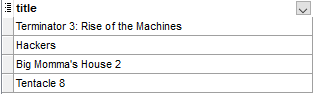 title
Terminator 3: Rise of the Machines
Hackers
Big Momma's House 2
Tentacle 8